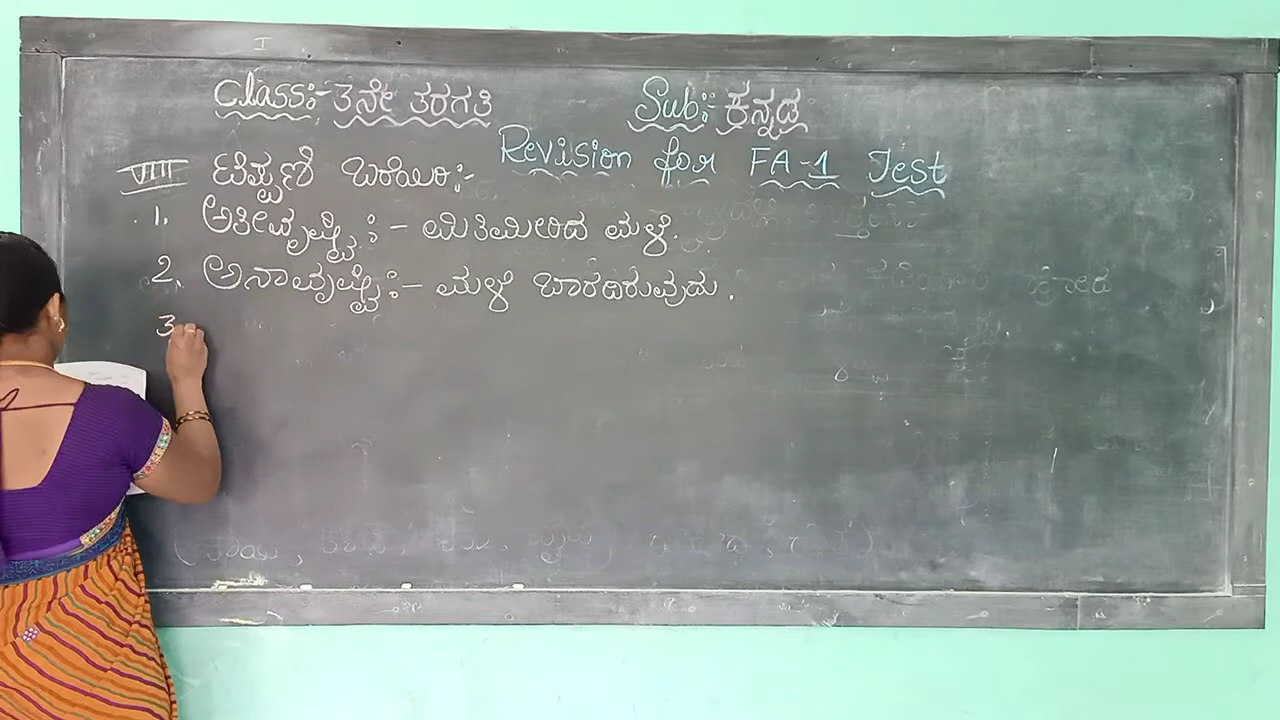 Class:- 3ನೇ ತರಗತಿ Sub:- ಕನ್ನಡ
Revision for FA-1 Test
VIII ಟಿಪ್ಪಣಿ ಬರೆಯಿರಿ:-
1. ಅತೀವೃಷ್ಟಿ :- ಮಿತಿಮೀರಿದ ಮಳೆ.
2. ಅನಾವೃಷ್ಟಿ:- ಮಳೆ ಬಾರದಿರುವುದು.
3